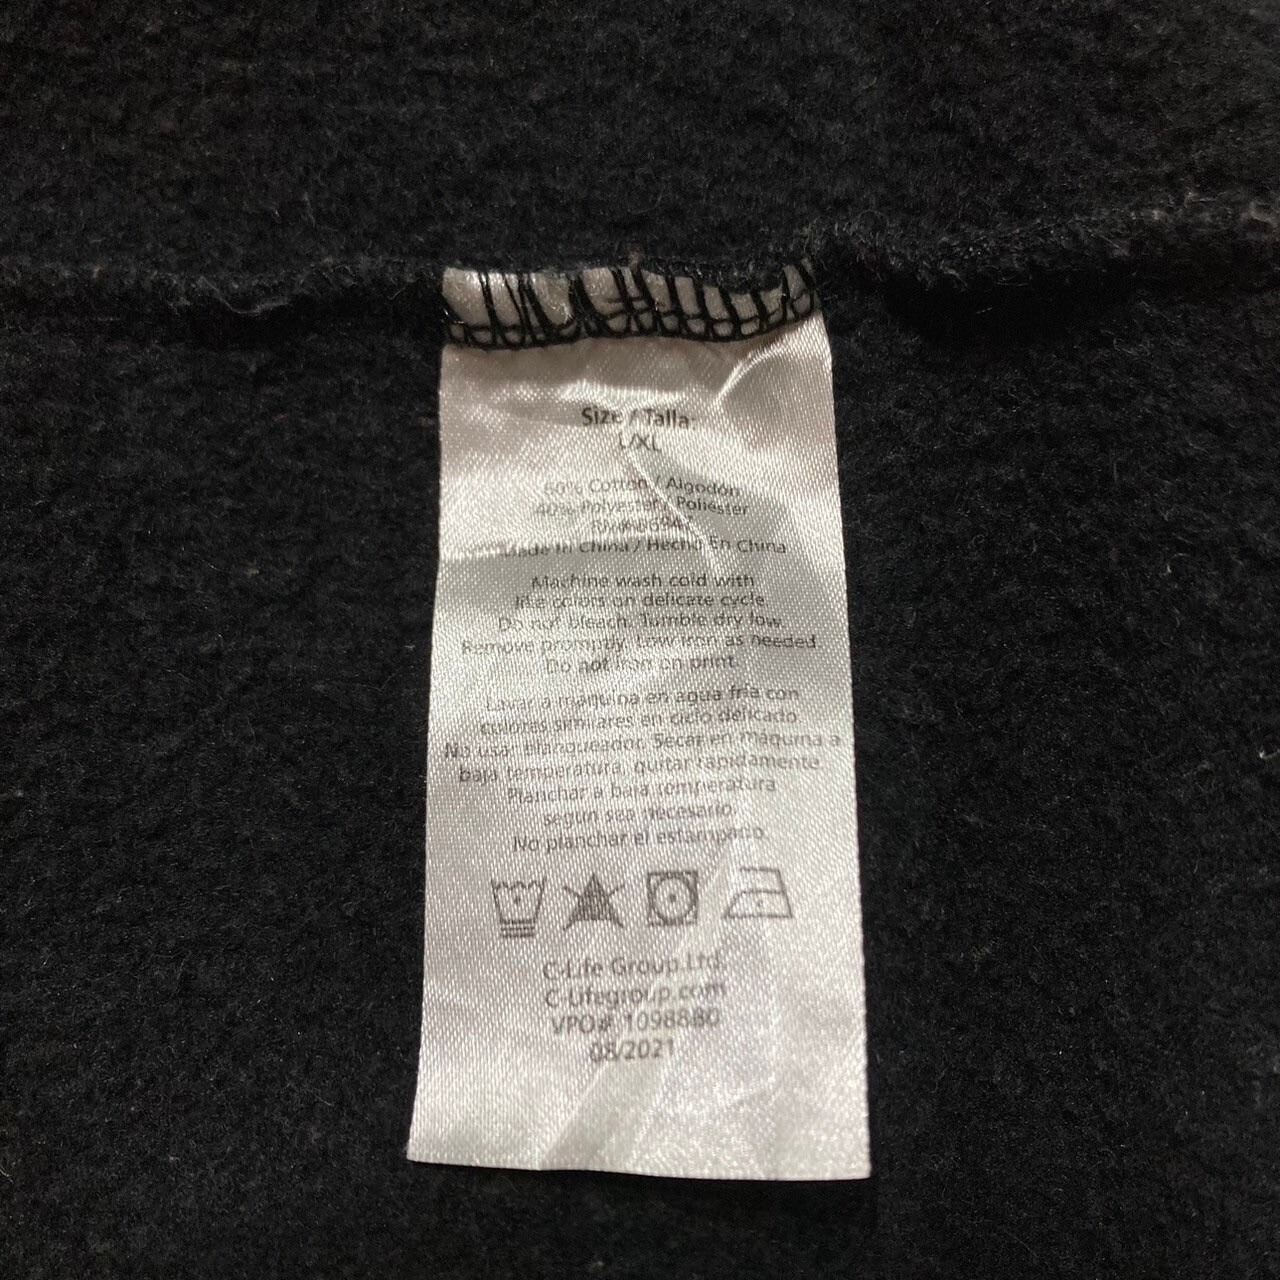 Size / Talla:
L/XL
60% Cotton / Algodón
40% Polyester / Poliester
Made In China / Hecho En China
Machine wash cold with
like colors on delicate cycle
Do not bleach. Tumble dry low.
Remove promptly. Low iron as needed.
Do not iron on print.
Lavar a maquina en agua fría con
colores similares en ciclo delicado
No usar blanqueador. Secar en maquina a
baja temperatura, quitar rapidamente
Planchar a baja temperatura
segun sea necesario.
No planchar el estampado.
C-Life Group Ltd.
C-Lifegroup.com
VPO# 1098880
08/2021